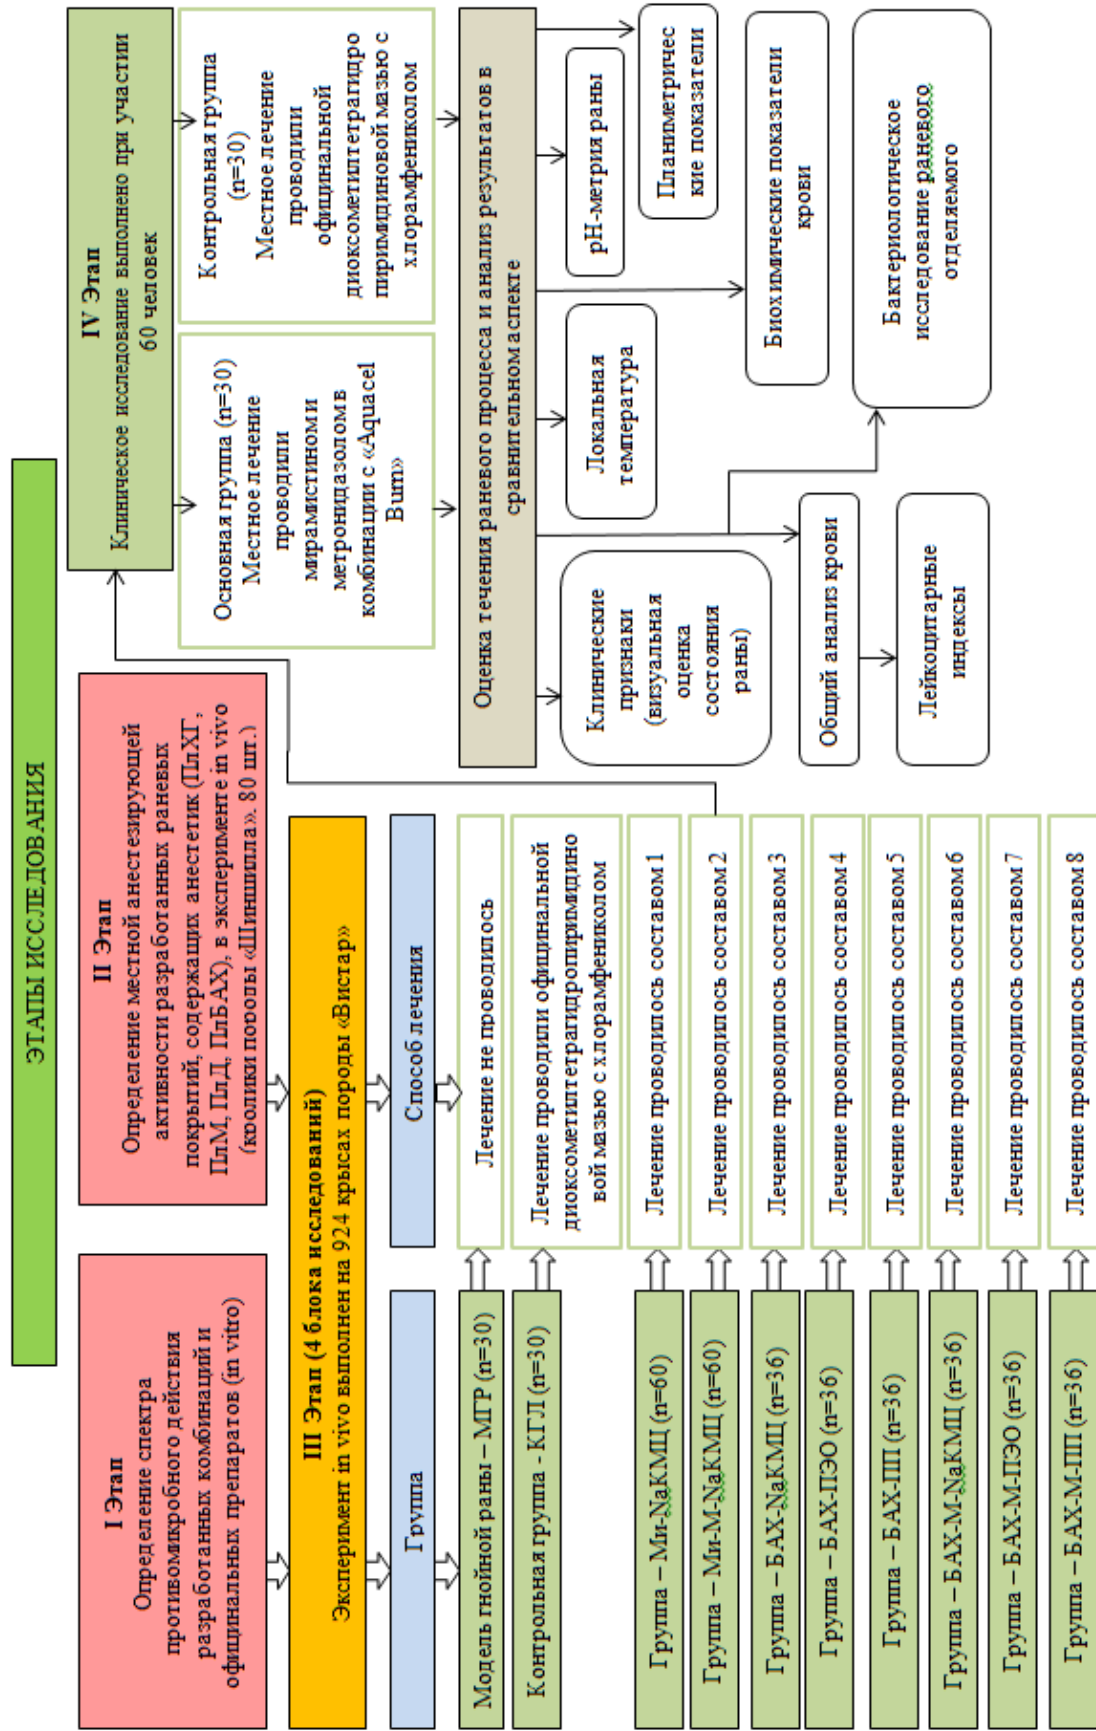 ЭТАПЫ ИССЛЕДОВАНИЯ
I Этап
Определение спектра
противомикробного действия
разработанных комбинаций и
официнальных препаратов (in vitro)
II Этап
Определение местной анестезирующей
активности разработанных раневых
покрытий, содержащих анестетик (ПлХГ,
ПлМ, ПлД, ПлБАХ), в эксперименте in vivo
(кролики породы «Шиншилла». 80 шт.)
III Этап (4 блока исследований)
Эксперимент in vivo выполнен на 924 крысах породы «Вистар»
Группа
Способ лечения
Модель гнойной раны – МГР (n=30)
Лечение не проводилось
Контрольная группа - КГЛ (n=30)
Лечение проводили официнальной
диоксометилтетрагидропиримидино
вой мазью с хлорамфениколом
Группа – Ми-NaКМЦ (n=60)
Лечение проводилось составом 1
Группа – Ми-М-NaКМЦ (n=60)
Лечение проводилось составом 2
Группа – БАХ-NaКМЦ (n=36)
Лечение проводилось составом 3
Группа – БАХ-ПЭО (n=36)
Лечение проводилось составом 4
Группа – БАХ-ПП (n=36)
Лечение проводилось составом 5
Группа – БАХ-М-NaКМЦ (n=36)
Лечение проводилось составом 6
Группа – БАХ-М-ПЭО (n=36)
Лечение проводилось составом 7
Группа – БАХ-М-ПП (n=36)
Лечение проводилось составом 8
IV Этап
Клиническое исследование выполнено при участии
60 человек
Основная группа (n=30)
Местное лечение
проводили
мирамистином и
метронидазолом в
комбинации с «Aquacel
Burn»
Контрольная группа
(n=30)
Местное лечение
проводили
официнальной
диоксометилтетрагидро
пиримидиновой мазью с
хлорамфениколом
Оценка течения раневого процесса и анализ результатов в
сравнительном аспекте
Клинические
признаки
(визуальная
оценка
состояния
раны)
Локальная
температура
pH-метрия раны
Планиметричес
кие показатели
Общий анализ крови
Биохимические показатели
крови
Лейкоцитарные
индексы
Бактериологическое
исследование раневого
отделяемого